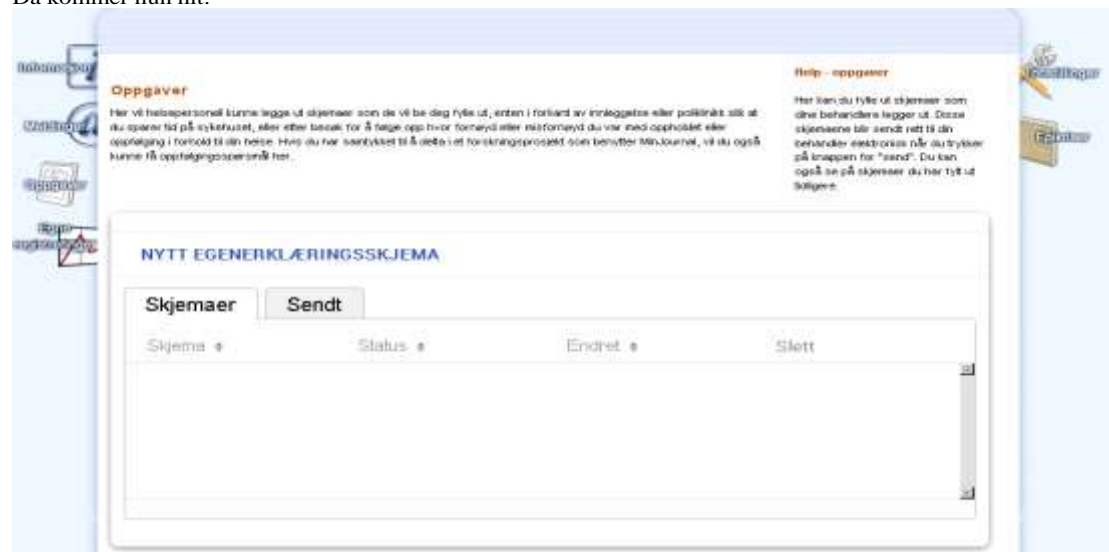 Da kommer hun hit:
Oppgaver
Her vil helsepersonell kunne legge ut skjemaer som de vil be deg fylle ut, enten i forkant av innleggelse eller poliklinikk slik at
du sparer tid på sykehuset, eller etter besøk for å følge opp hvor fornøyd eller misfornøyd du var med oppholdet eller
oppfølging i forhold til din helse. Hvis du har samtykket til å delta i et forskningsprosjekt som benytter MinJournal, vil du også
kunne få oppfølgingsspørsmål her.
Help - oppgaver
Her kan du fylle ut skjemaer som
dine behandlere legger ut. Disse
skjemaene blir sendt rett til din
behandler elektronisk når du trykker
på knappen for "send". Du kan
også se på skjemaer du har fylt ut
tidligere.
Oppgaver
NYTT EGENERKLÆRINGSSKJEMA
Skjemaer Sendt
Skjema Status Endret Slett